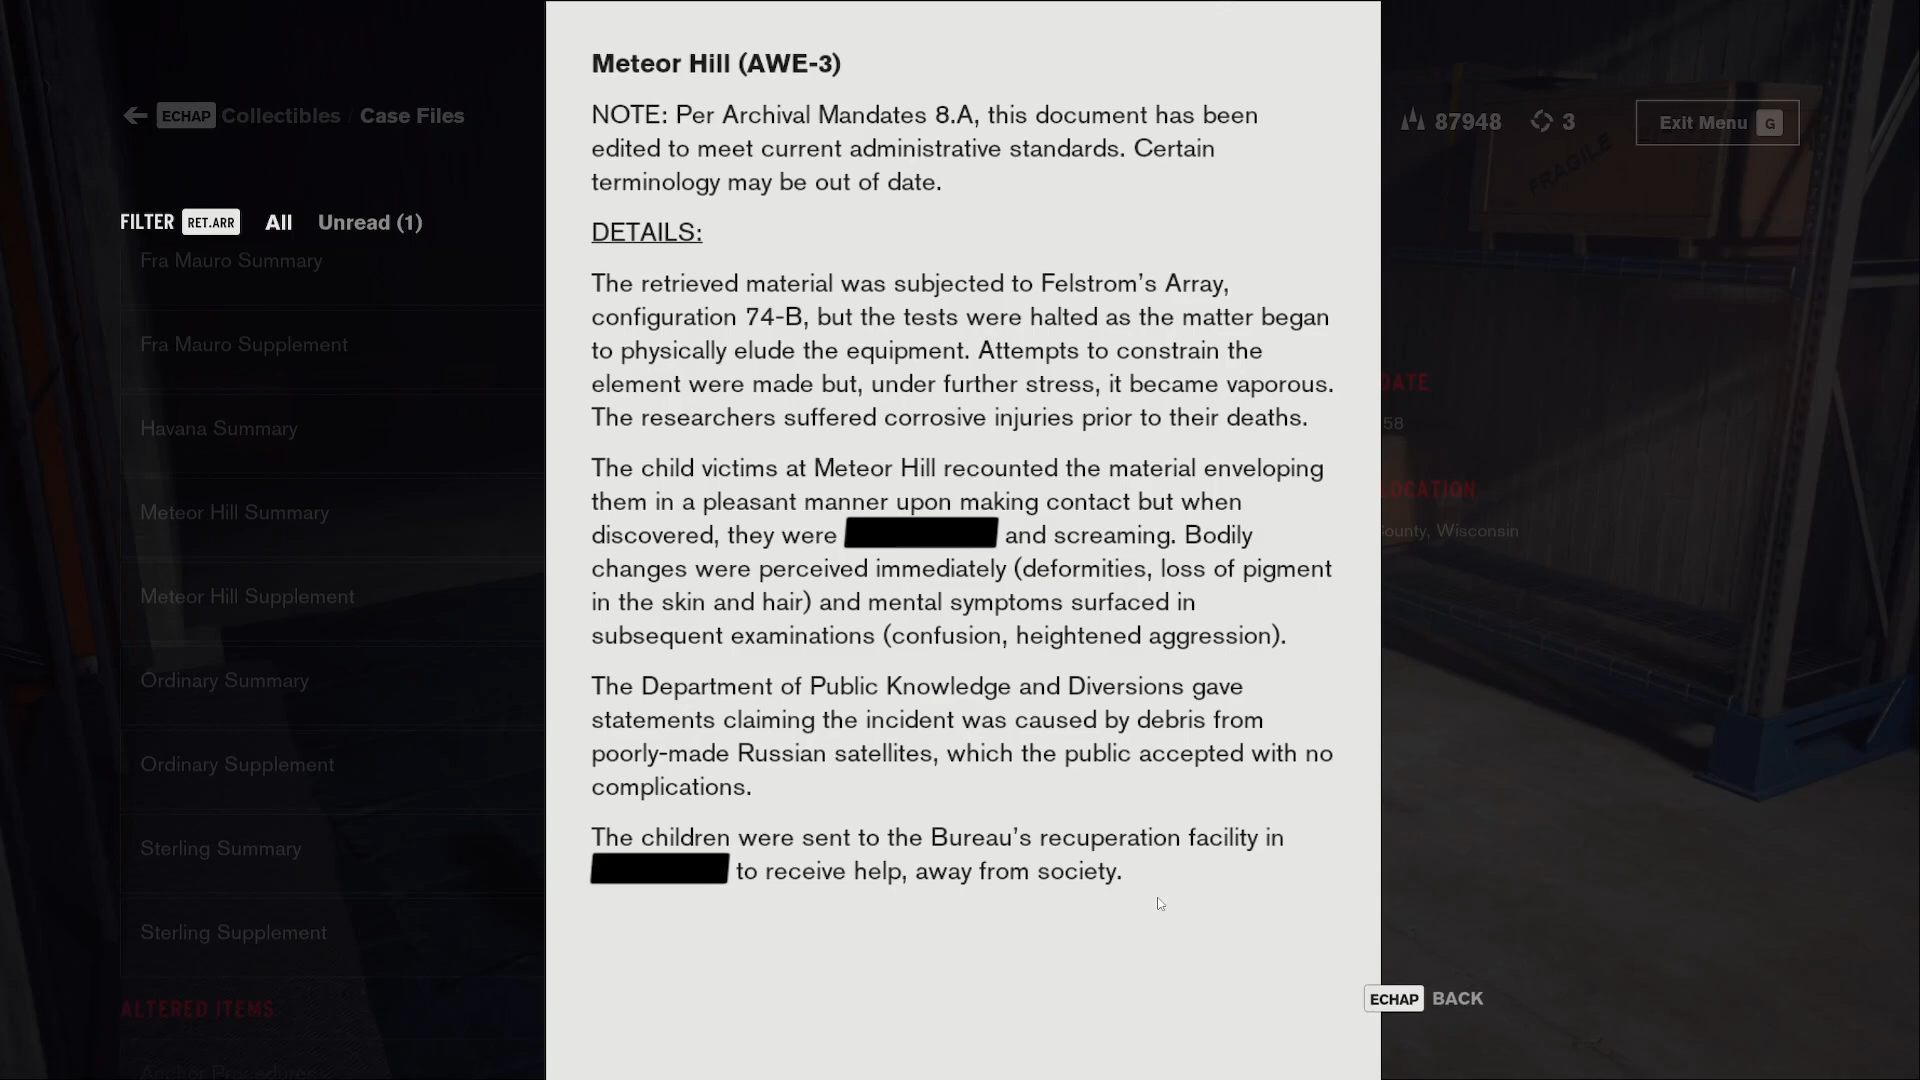 Meteor Hill (AWE-3)
NOTE: Per Archival Mandates 8.A, this document has been
edited to meet current administrative standards. Certain
terminology may be out of date.
DETAILS:
The retrieved material was subjected to Felstrom's Array,
configuration 74-B, but the tests were halted as the matter began
to physically elude the equipment. Attempts to constrain the
element were made but, under further stress, it became vaporous.
The researchers suffered corrosive injuries prior to their deaths.
The child victims at Meteor Hill recounted the material enveloping
them in a pleasant manner upon making contact but when
discovered, they were and screaming. Bodily
changes were perceived immediately (deformities, loss of pigment
in the skin and hair) and mental symptoms surfaced in
subsequent examinations (confusion, heightened aggression).
The Department of Public Knowledge and Diversions gave
statements claiming the incident was caused by debris from
poorly-made Russian satellites, which the public accepted with no
complications.
The children were sent to the Bureau's recuperation facility in
to receive help, away from society.
ECHAP Collectibles / Case Files
FILTER RET.ARR All Unread (1)
Fra Mauro Summary
Fra Mauro Supplement
Havana Summary
Meteor Hill Summary
Meteor Hill Supplement
Ordinary Summary
Ordinary Supplement
Sterling Summary
Sterling Supplement
ALTERED ITEMS
Anchor Procedures
87948 3
Exit Menu G
FRAGILE
DATE
58
LOCATION
County, Wisconsin
ECHAP BACK